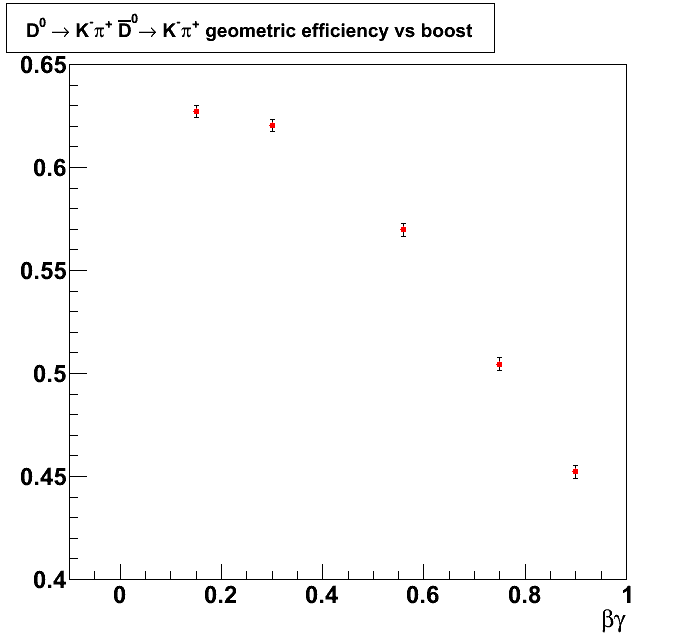 D⁰ → K⁻π⁺ D̅⁰ → K⁻π⁺ geometric efficiency vs boost
0.65
0.6
0.55
0.5
0.45
0.4
0 0.2 0.4 0.6 0.8 1
βγ